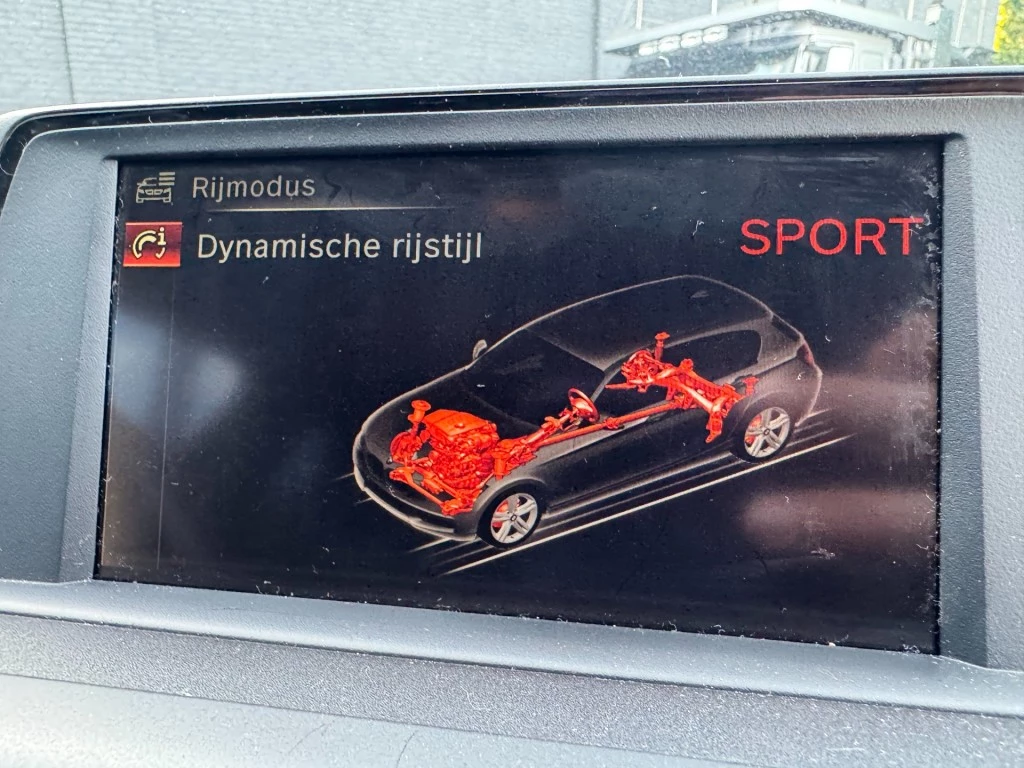 Rijmodus
Dynamische rijstijl
SPORT